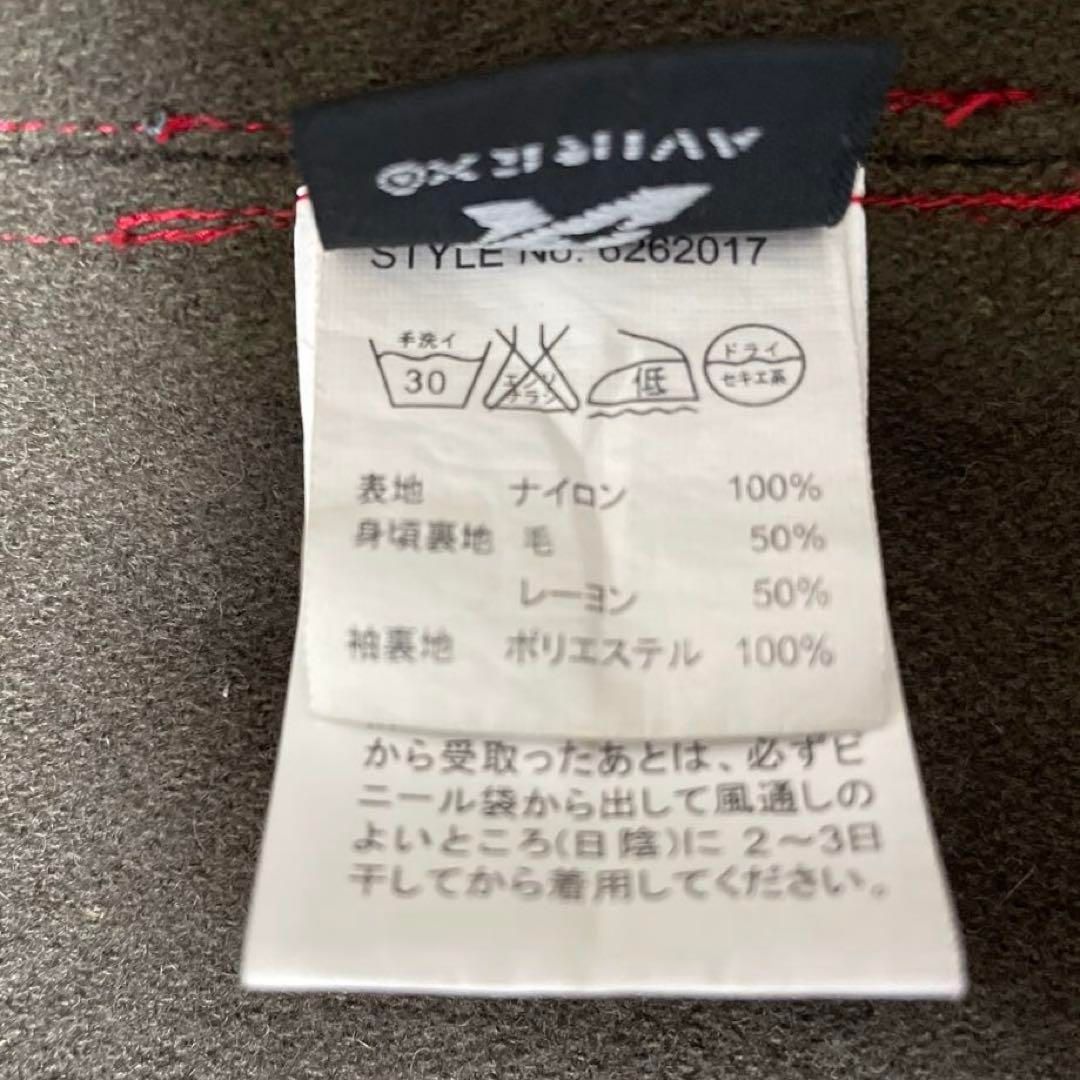 AVIREX
STYLE No. 6262017
手洗イ
30
エンソ
チラシ
低
ドライ
セキエ系
表地 ナイロン 100%
身頃裏地 毛 50%
レーヨン 50%
袖裏地 ポリエステル 100%
から受取ったあとは、必ずビ
ニール袋から出して風通しの
よいところ(日陰)に 2〜3日
干してから着用してください。